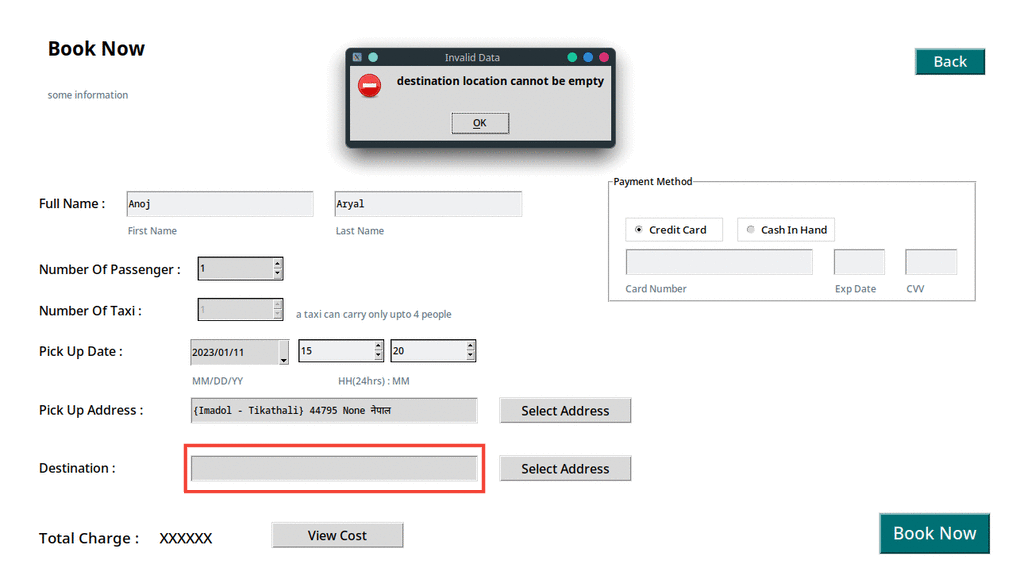 Book Now
Invalid Data
destination location cannot be empty
OK
Back
some information
Full Name :
Anoj
Aryal
First Name
Last Name
Payment Method
Credit Card
Cash In Hand
Card Number
Exp Date
CVV
Number Of Passenger :
1
Number Of Taxi :
1
a taxi can carry only upto 4 people
Pick Up Date :
2023/01/11
15
20
MM/DD/YY
HH(24hrs) : MM
Pick Up Address :
{Imadol - Tikathali} 44795 None नेपाल
Select Address
Destination :
Select Address
Total Charge :
XXXXXX
View Cost
Book Now